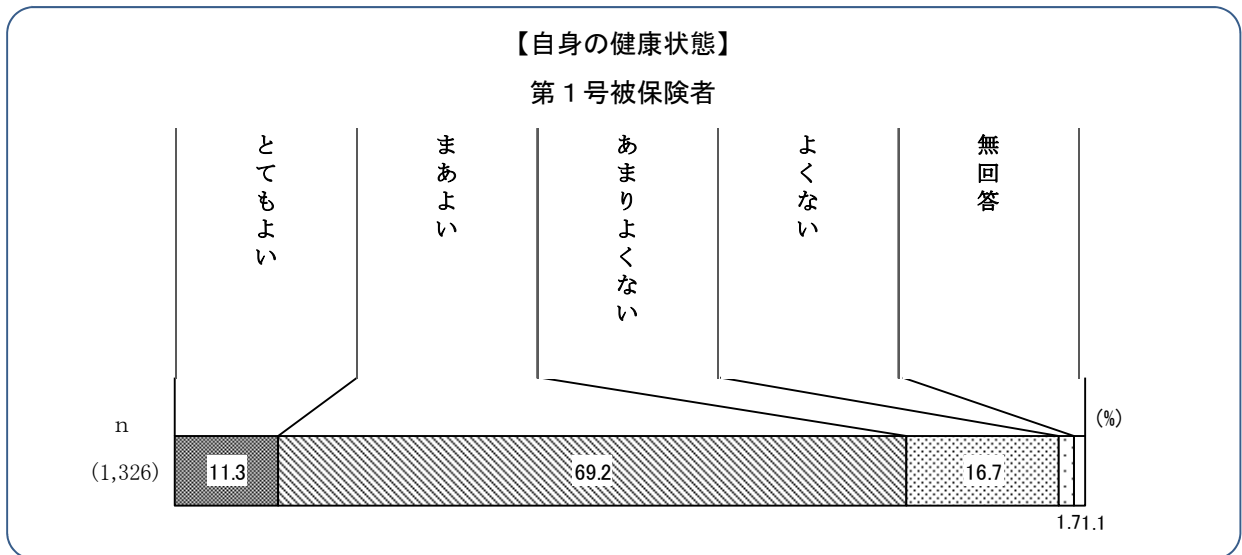 【自身の健康状態】
第１号被保険者
とてもよい
まあよい
あまりよくない
よくない
無回答
(%)
n
(1,326)
11.3
69.2
16.7
1.7
1.1